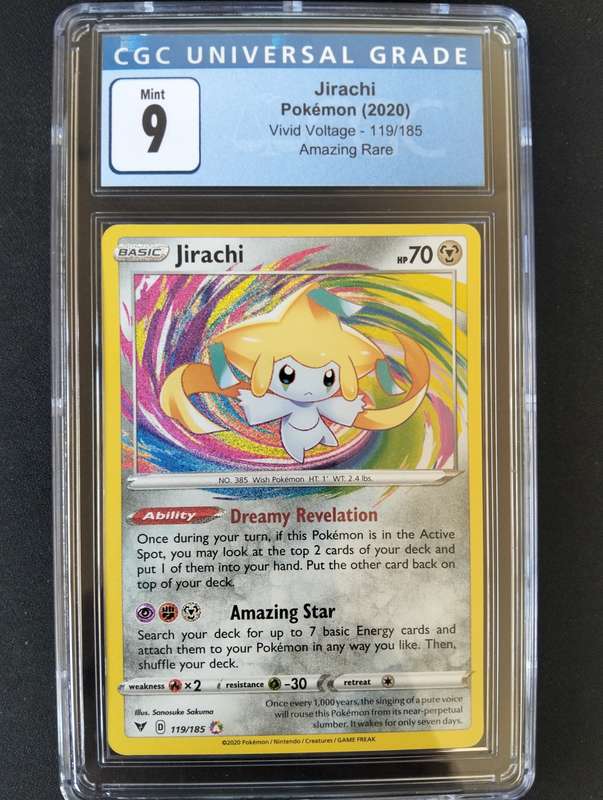 CGC UNIVERSAL GRADE
Mint
9
Jirachi
Pokémon (2020)
Vivid Voltage - 119/185
Amazing Rare
BASIC Jirachi HP 70
NO. 385 Wish Pokémon HT: 1' WT: 2.4 lbs.
Ability Dreamy Revelation
Once during your turn, if this Pokémon is in the Active
Spot, you may look at the top 2 cards of your deck and
put 1 of them into your hand. Put the other card back on
top of your deck.
Amazing Star
Search your deck for up to 7 basic Energy cards and
attach them to your Pokémon in any way you like. Then,
shuffle your deck.
weakness ×2 resistance -30 retreat
Illus. Sanosuke Sakuma
D 119/185
Once every 1,000 years, the singing of a pure voice
will rouse this Pokémon from its near-perpetual
slumber. It wakes for only seven days.
©2020 Pokémon / Nintendo / Creatures / GAME FREAK